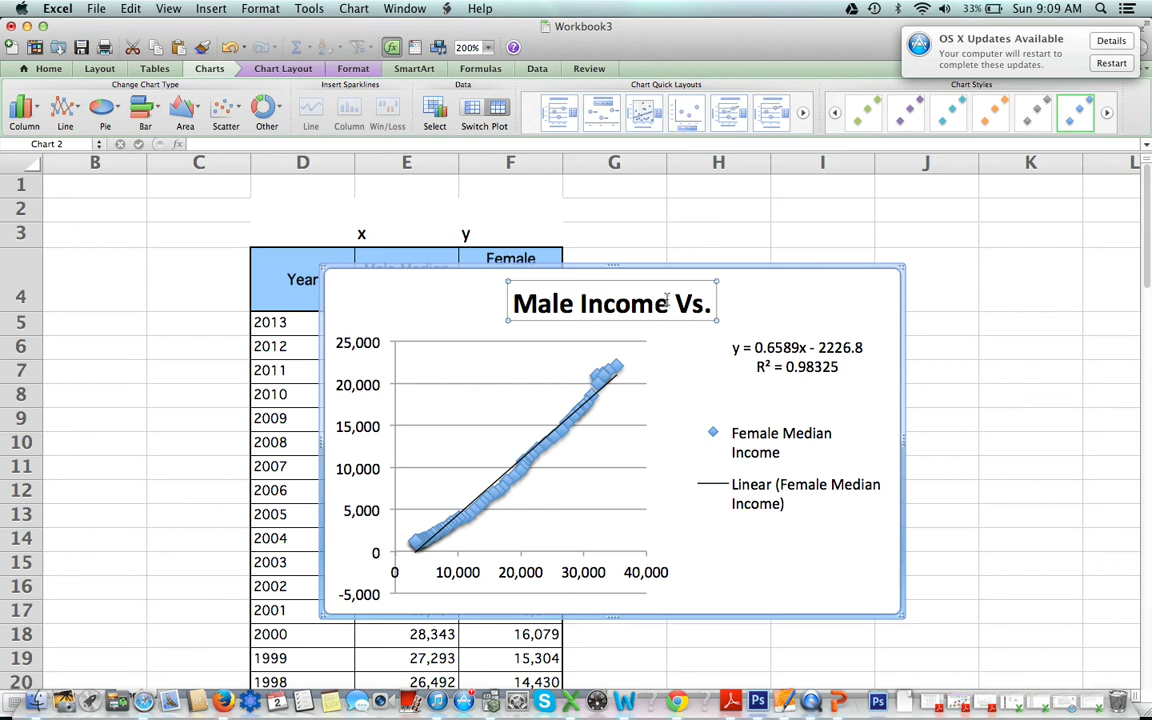 Excel File Edit View Insert Format Tools Chart Window Help 33% Sun 9:09 AM
Workbook3
OS X Updates Available
Your computer will restart to complete these updates.
Details
Restart
200%
Home Layout Tables Charts Chart Layout Format SmartArt Formulas Data Review
Change Chart Type Insert Sparklines Data Chart Quick Layouts Chart Styles
Column Line Pie Bar Area Scatter Other Line Column Win/Loss Select Switch Plot
Chart 2 fx
B C D E F G H I J K L
1
2
3 x y
4 Year Male Median Female
Male Income Vs.
y = 0.6589x - 2226.8
R² = 0.98325
Female Median
Income
Linear (Female Median
Income)
25,000
20,000
15,000
10,000
5,000
0
-5,000
0 10,000 20,000 30,000 40,000
5 2013
6 2012
7 2011
8 2010
9 2009
10 2008
11 2007
12 2006
13 2005
14 2004
15 2003
16 2002
17 2001
18 2000 28,343 16,079
19 1999 27,293 15,304
20 1998 26,492 14,430